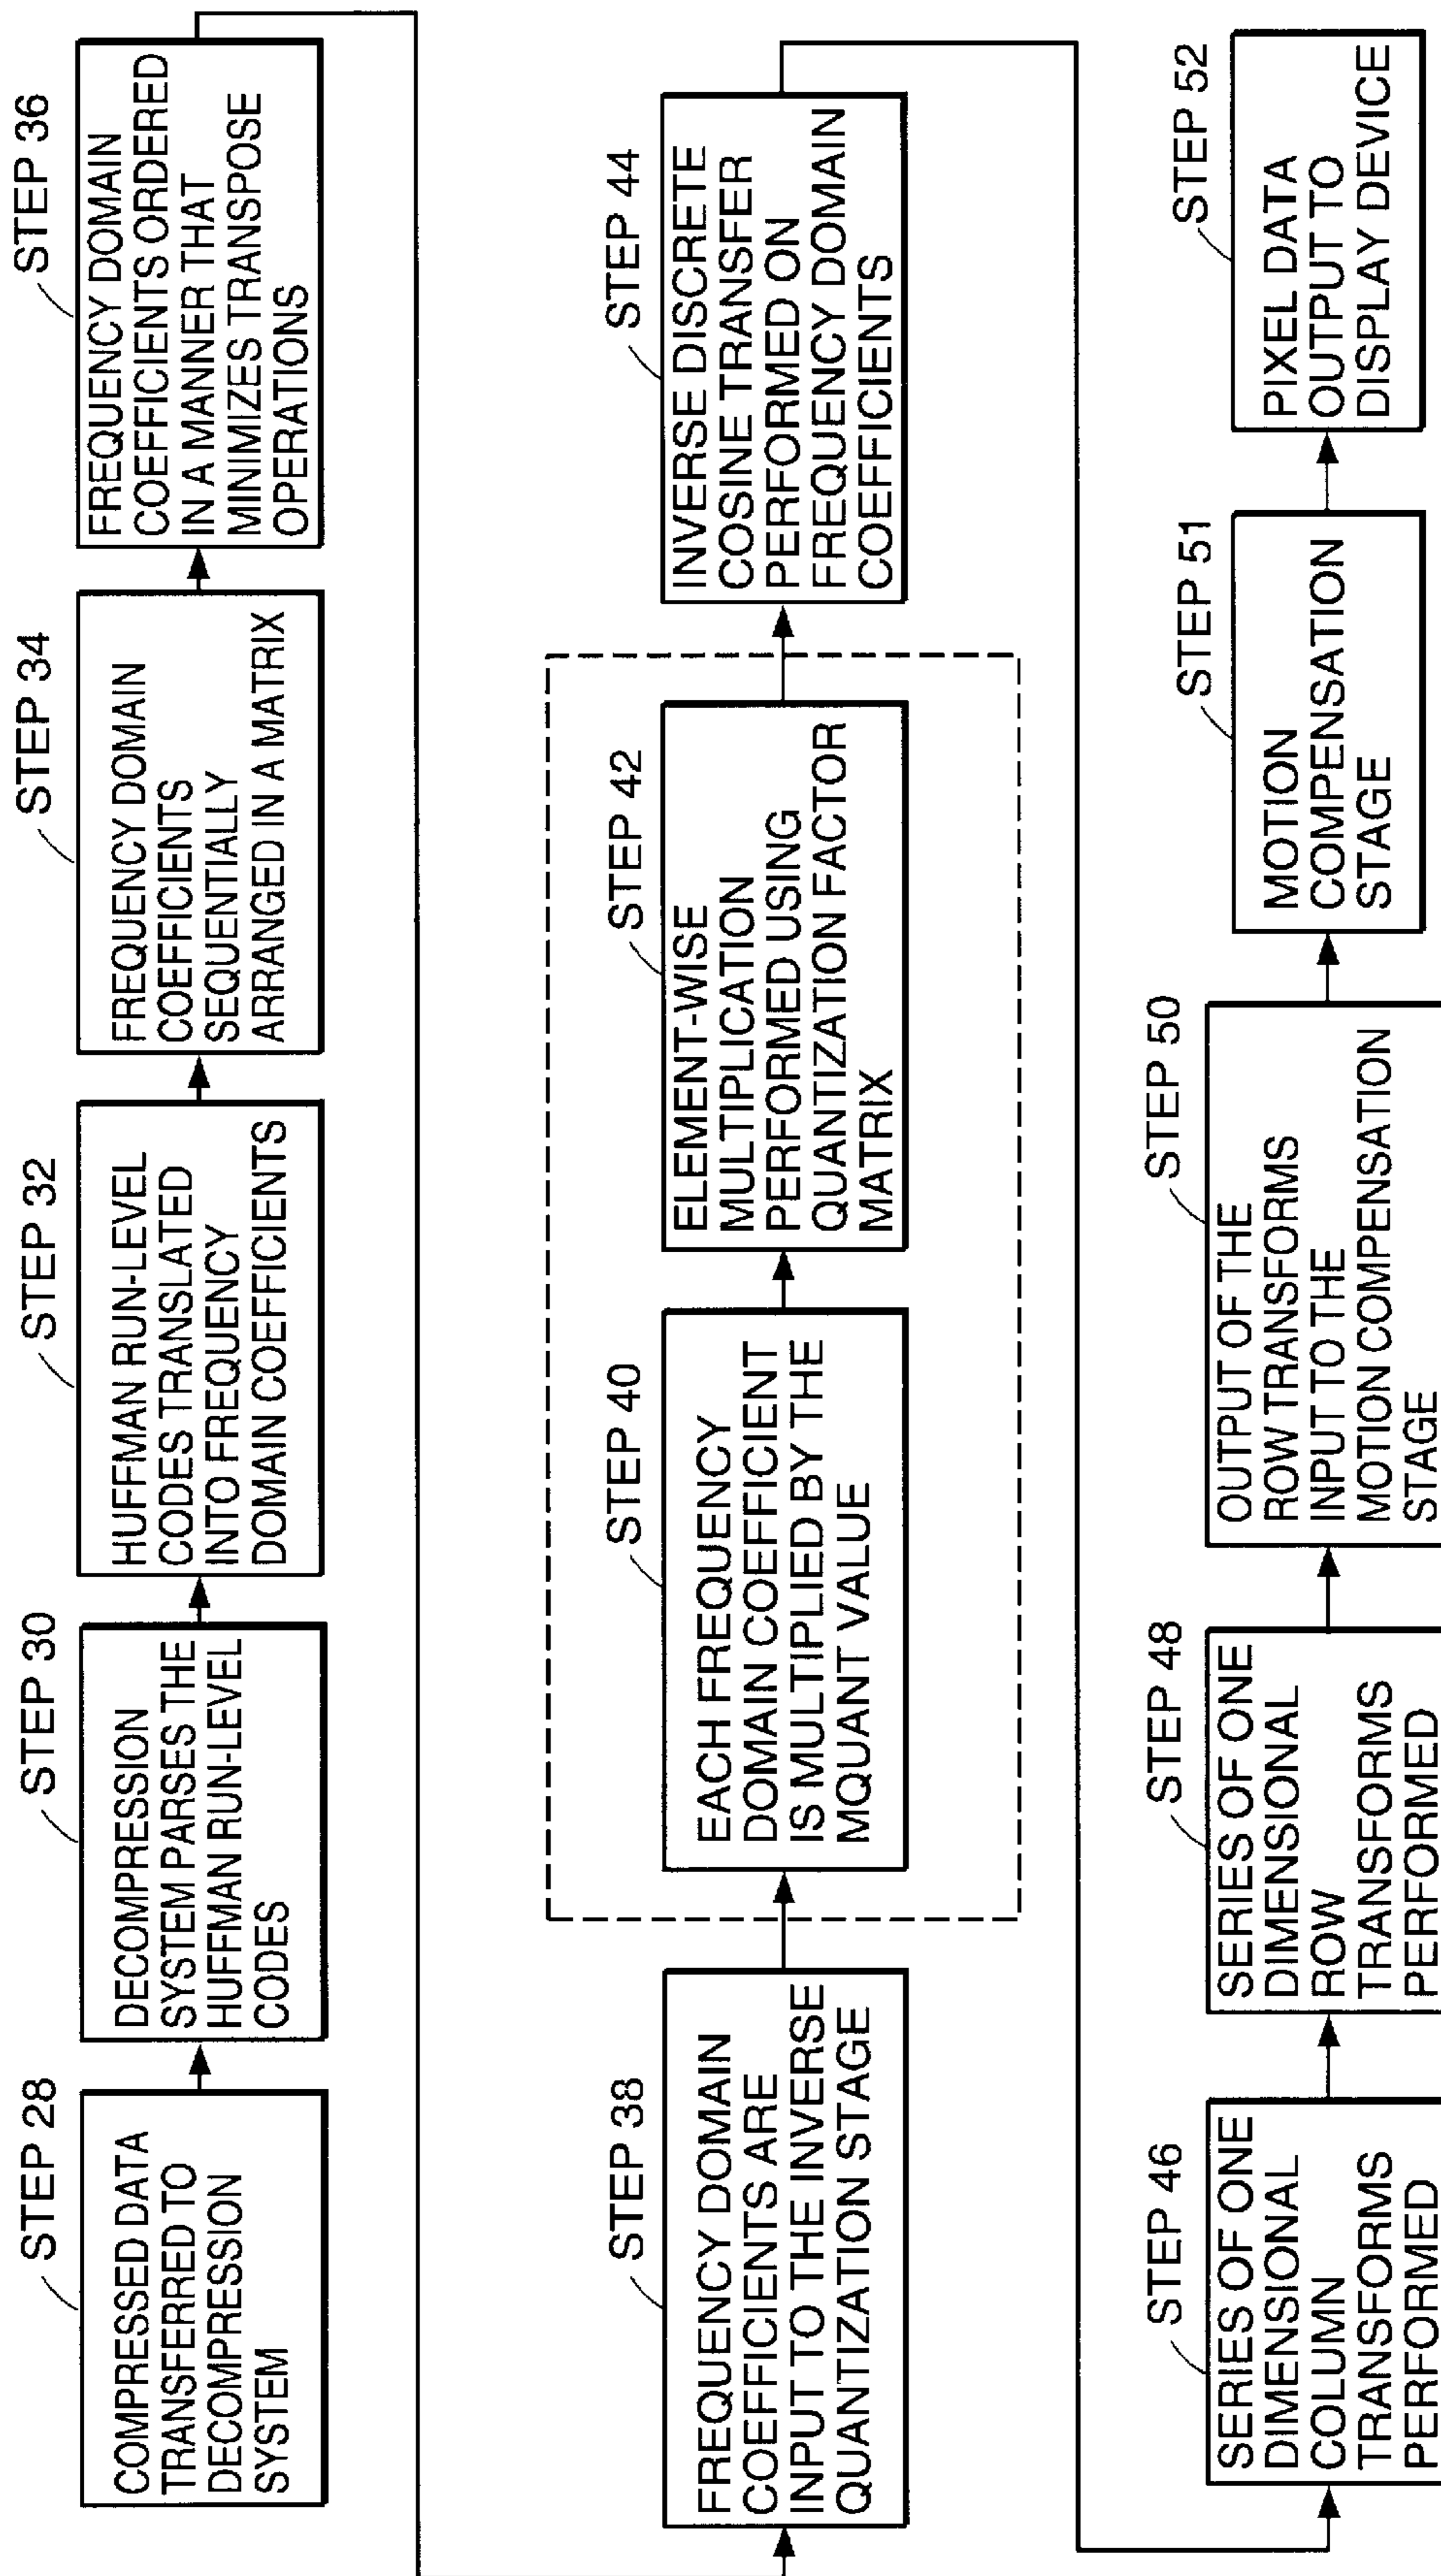 STEP 28
COMPRESSED DATA
TRANSFERRED TO
DECOMPRESSION
SYSTEM
STEP 30
DECOMPRESSION
SYSTEM PARSES THE
HUFFMAN RUN-LEVEL
CODES
STEP 32
HUFFMAN RUN-LEVEL
CODES TRANSLATED
INTO FREQUENCY
DOMAIN COEFFICIENTS
STEP 34
FREQUENCY DOMAIN
COEFFICIENTS
SEQUENTIALLY
ARRANGED IN A MATRIX
STEP 36
FREQUENCY DOMAIN
COEFFICIENTS ORDERED
IN A MANNER THAT
MINIMIZES TRANSPOSE
OPERATIONS
STEP 38
FREQUENCY DOMAIN
COEFFICIENTS ARE
INPUT TO THE INVERSE
QUANTIZATION STAGE
STEP 40
EACH FREQUENCY
DOMAIN COEFFICIENT
IS MULTIPLIED BY THE
MQUANT VALUE
STEP 42
ELEMENT-WISE
MULTIPLICATION
PERFORMED USING
QUANTIZATION FACTOR
MATRIX
STEP 44
INVERSE DISCRETE
COSINE TRANSFER
PERFORMED ON
FREQUENCY DOMAIN
COEFFICIENTS
STEP 46
SERIES OF ONE
DIMENSIONAL
COLUMN
TRANSFORMS
PERFORMED
STEP 48
SERIES OF ONE
DIMENSIONAL
ROW
TRANSFORMS
PERFORMED
STEP 50
OUTPUT OF THE
ROW TRANSFORMS
INPUT TO THE
MOTION COMPENSATION
STAGE
STEP 51
MOTION
COMPENSATION
STAGE
STEP 52
PIXEL DATA
OUTPUT TO
DISPLAY DEVICE